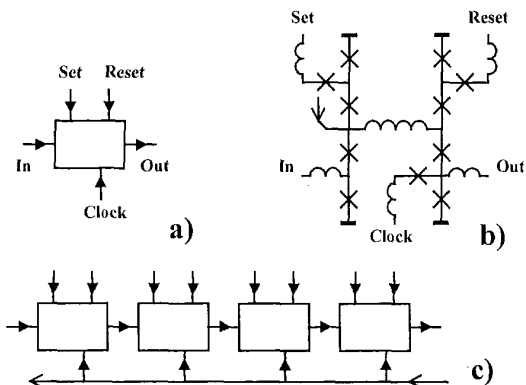 Set Reset
In Out
Clock
a)
Set Reset
In Out
Clock
b)
c)